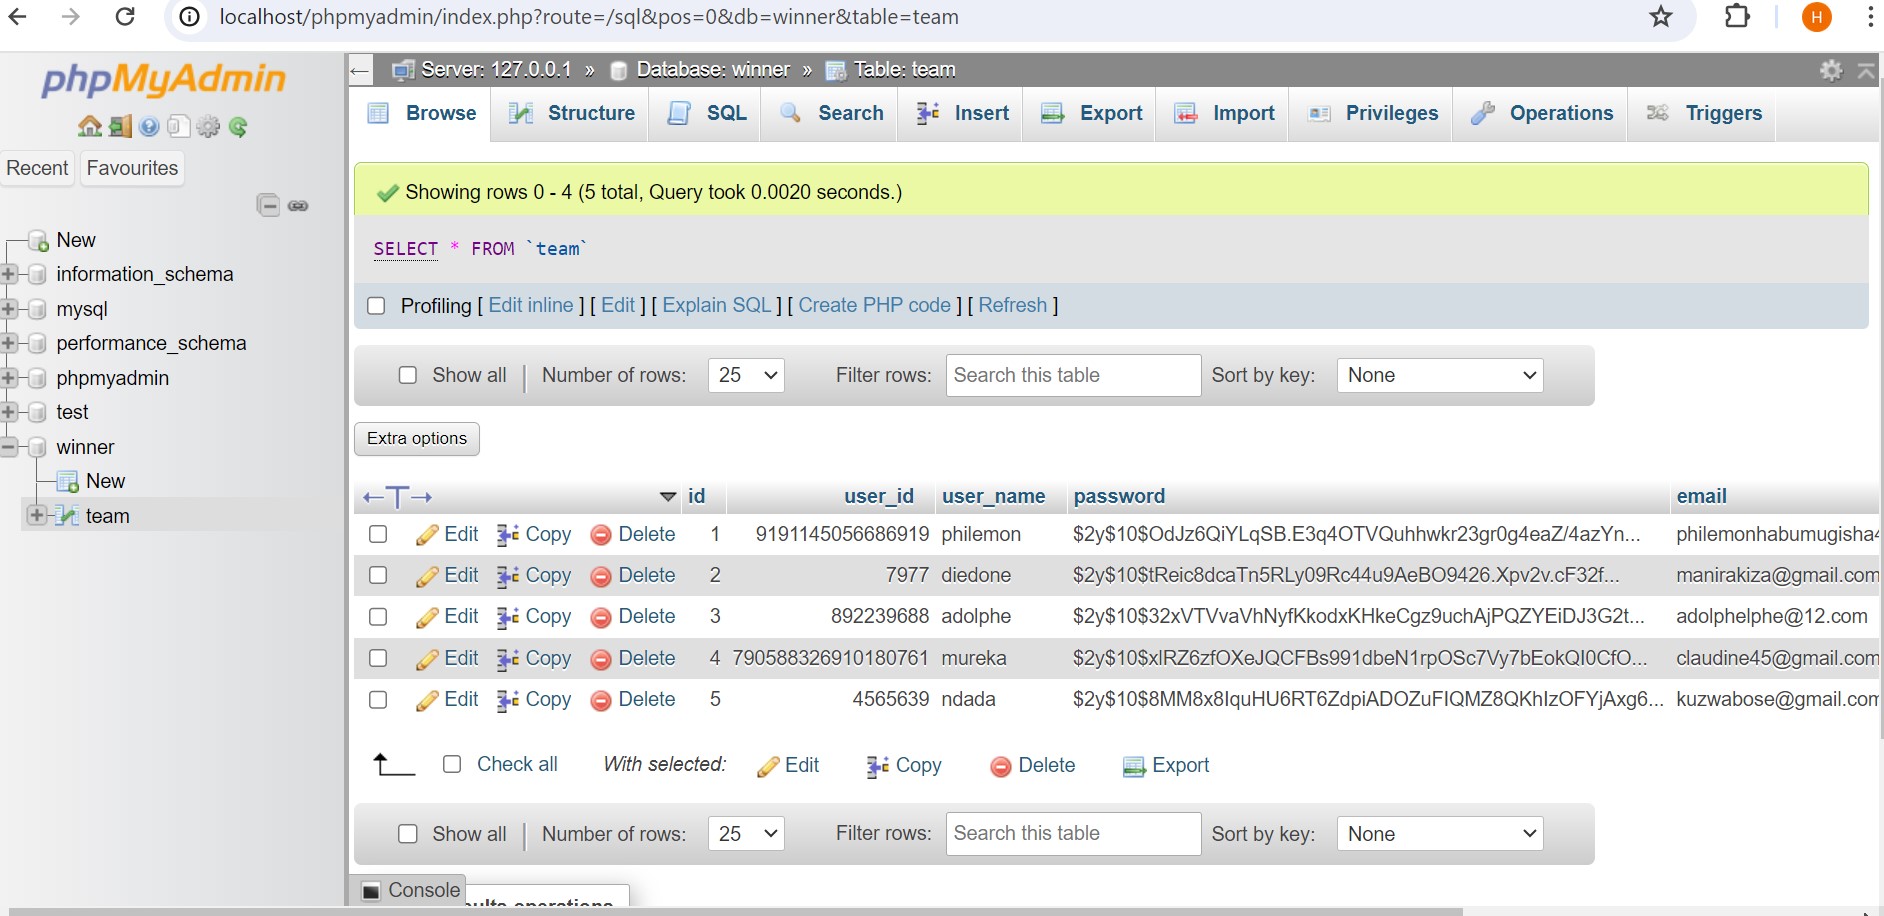 localhost/phpmyadmin/index.php?route=/sql&pos=0&db=winner&table=team
H
phpMyAdmin
Recent Favourites
New
information_schema
mysql
performance_schema
phpmyadmin
test
winner
New
team
Server: 127.0.0.1 » Database: winner » Table: team
Browse Structure SQL Search Insert Export Import Privileges Operations Triggers
Showing rows 0 - 4 (5 total, Query took 0.0020 seconds.)
SELECT * FROM `team`
Profiling [ Edit inline ] [ Edit ] [ Explain SQL ] [ Create PHP code ] [ Refresh ]
Show all Number of rows: 25 Filter rows: Search this table Sort by key: None
Extra options
id user_id user_name password email
Edit Copy Delete 1 9191145056686919 philemon $2y$10$OdJz6QiYLqSB.E3q4OTVQuhhwkr23gr0g4eaZ/4azYn... philemonhabumugisha4
Edit Copy Delete 2 7977 diedone $2y$10$tReic8dcaTn5RLy09Rc44u9AeBO9426.Xpv2v.cF32f... manirakiza@gmail.com
Edit Copy Delete 3 892239688 adolphe $2y$10$32xVTVvaVhNyfKkodxKHkeCgz9uchAjPQZYEiDJ3G2t... adolphelphe@12.com
Edit Copy Delete 4 790588326910180761 mureka $2y$10$xlRZ6zfOXeJQCFBs991dbeN1rpOSc7Vy7bEokQI0CfO... claudine45@gmail.com
Edit Copy Delete 5 4565639 ndada $2y$10$8MM8x8IquHU6RT6ZdpiADOZuFIQMZ8QKhIzOFYjAxg6... kuzwabose@gmail.com
Check all With selected: Edit Copy Delete Export
Show all Number of rows: 25 Filter rows: Search this table Sort by key: None
Console
operations